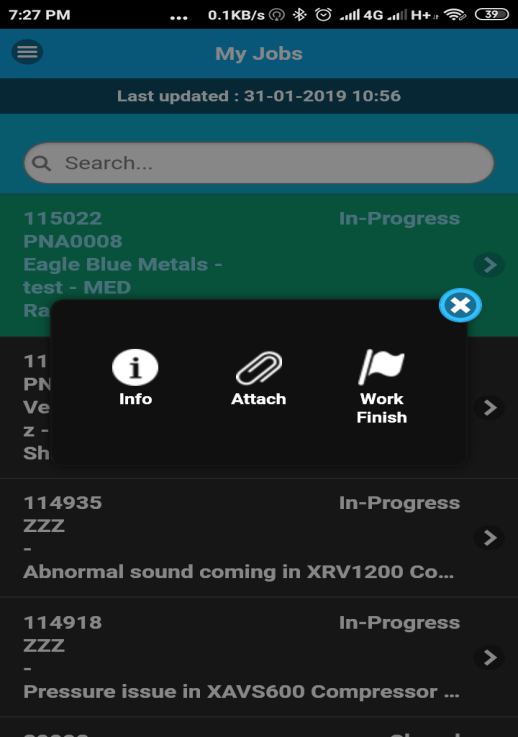 7:27 PM ... 0.1KB/s 4G H+ 39
My Jobs
Last updated : 31-01-2019 10:56
Search...
115022 In-Progress
PNA0008
Eagle Blue Metals -
test - MED
Ra
11
PN
Ve
z -
Sh
Info Attach Work
Finish
114935 In-Progress
ZZZ
-
Abnormal sound coming in XRV1200 Co...
114918 In-Progress
ZZZ
-
Pressure issue in XAVS600 Compressor ...